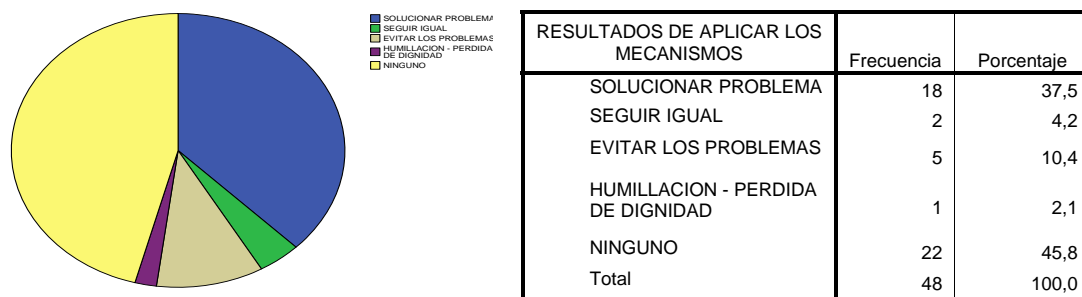 SOLUCIONAR PROBLEMA
SEGUIR IGUAL
EVITAR LOS PROBLEMAS
HUMILLACION - PERDIDA
DE DIGNIDAD
NINGUNO
RESULTADOS DE APLICAR LOS
MECANISMOS Frecuencia Porcentaje
SOLUCIONAR PROBLEMA 18 37,5
SEGUIR IGUAL 2 4,2
EVITAR LOS PROBLEMAS 5 10,4
HUMILLACION - PERDIDA
DE DIGNIDAD 1 2,1
NINGUNO 22 45,8
Total 48 100,0